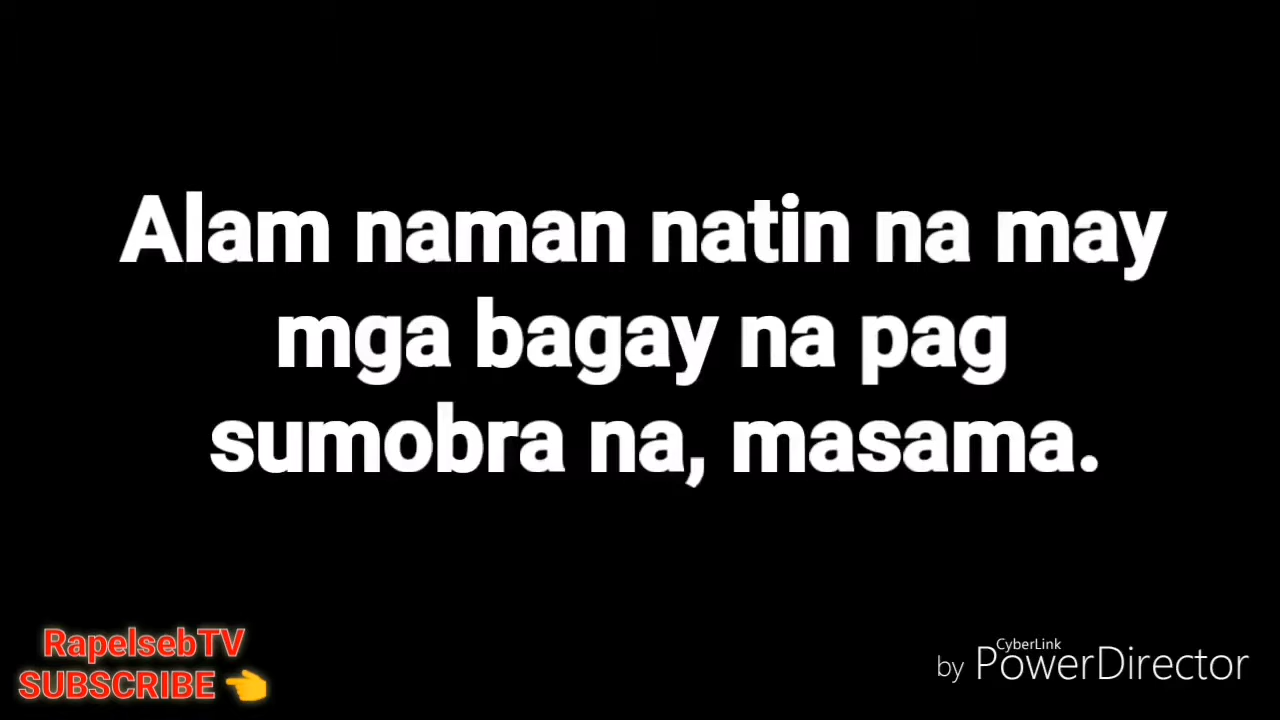 Alam naman natin na may
mga bagay na pag
sumobra na, masama.
RapelsebTV
SUBSCRIBE 👈
CyberLink
by PowerDirector